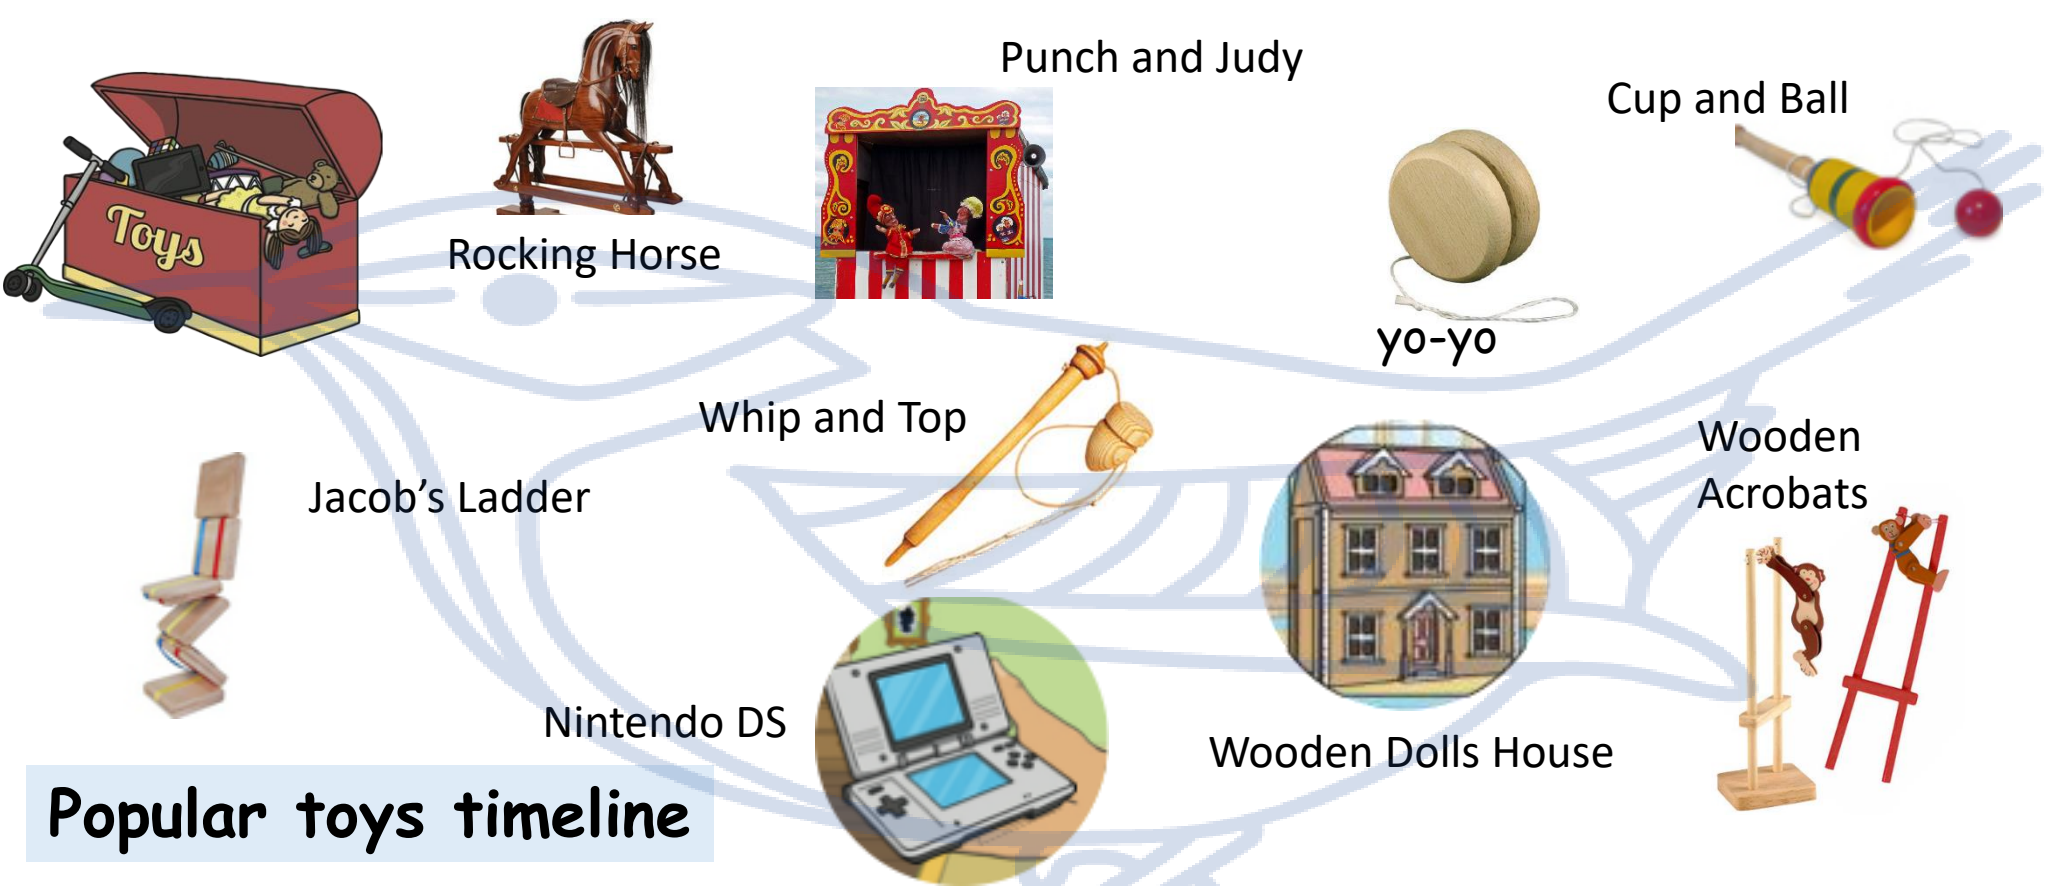 Punch and Judy
Cup and Ball
Toys
Rocking Horse
yo-yo
Whip and Top
Wooden
Acrobats
Jacob’s Ladder
Nintendo DS
Wooden Dolls House
Popular toys timeline